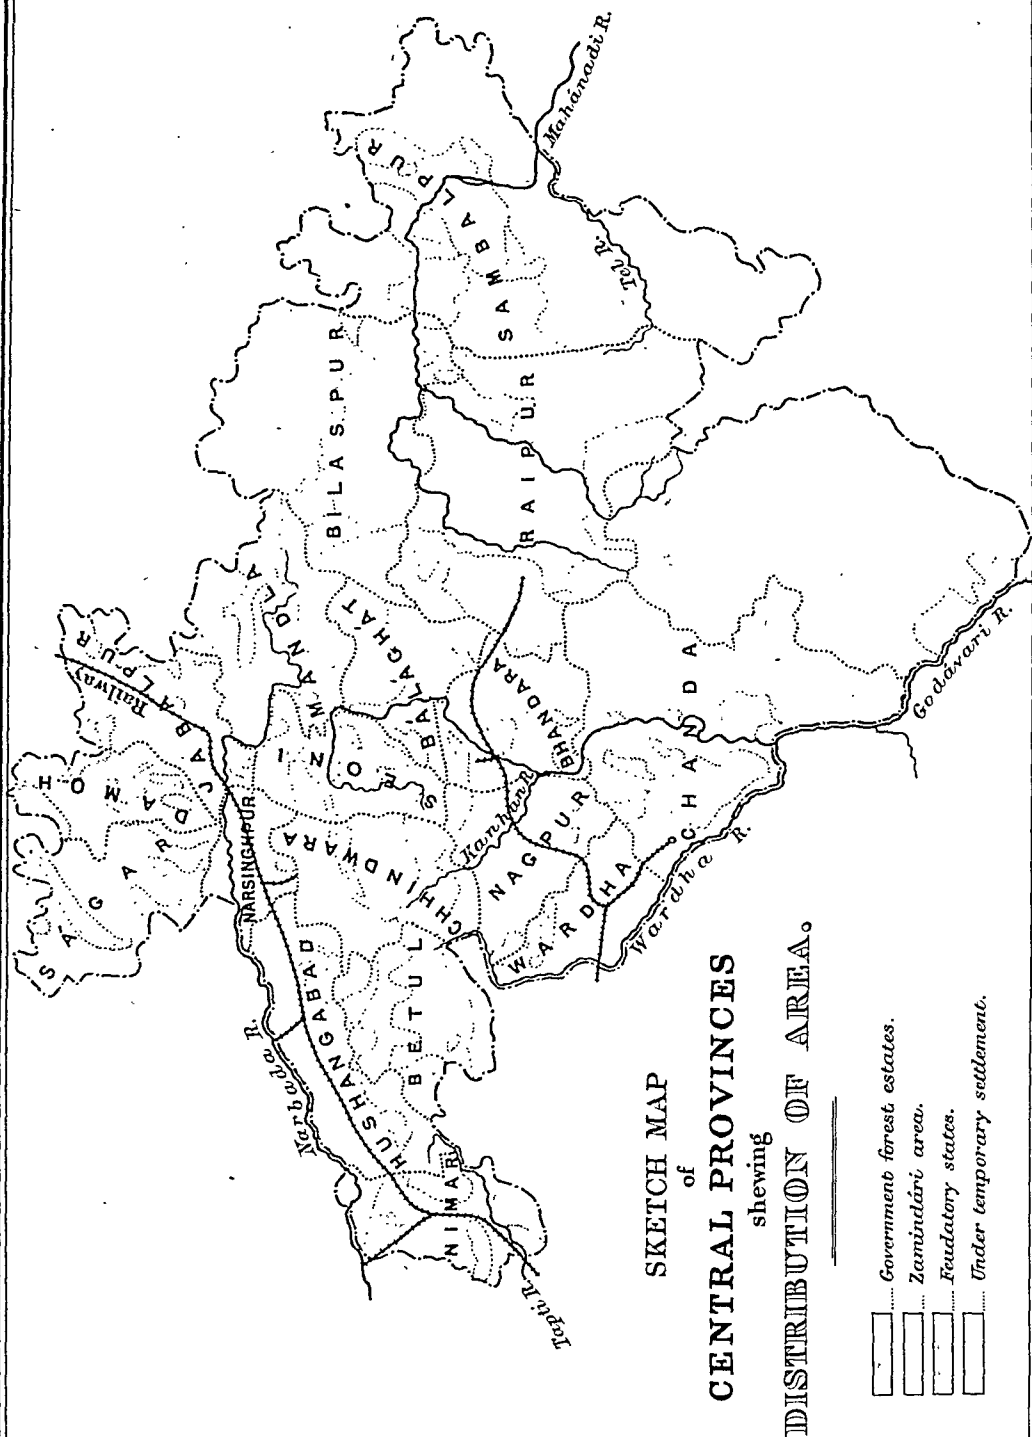 SKETCH MAP
of
CENTRAL PROVINCES
shewing
DISTRIBUTION OF AREA.
Government forest estates.
Zamindári area.
Feudatory states.
Under temporary settlement.
SAGAR
DAMOH
JABALPUR
Railway
NARSINGHPUR
Narbada R.
HUSHANGABAD
NIMAR
Tapti R.
BETUL
CHHINDWARA
SEONI
MANDLA
BÁLÁGHÁT
BILASPUR
SAMBALPUR
RAIPUR
Mahánadi R.
Tel R.
BHANDARA
Kanhan R.
NAGPUR
WARDHA
Wardha R.
CHANDA
Godávari R.